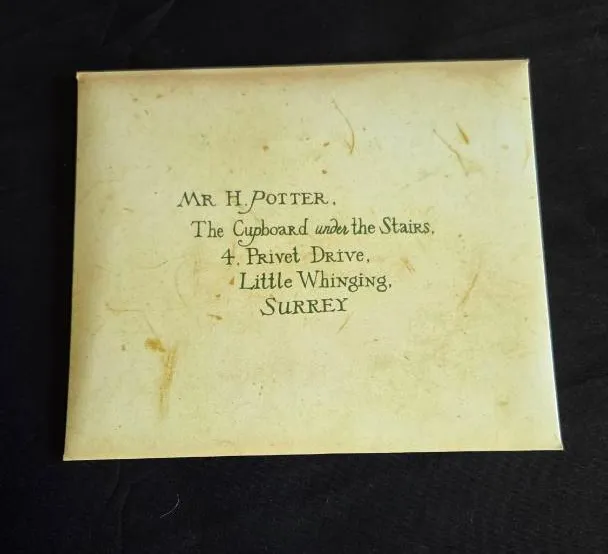 Mr H. Potter,
The Cupboard under the Stairs,
4, Privet Drive,
Little Whinging,
SURREY